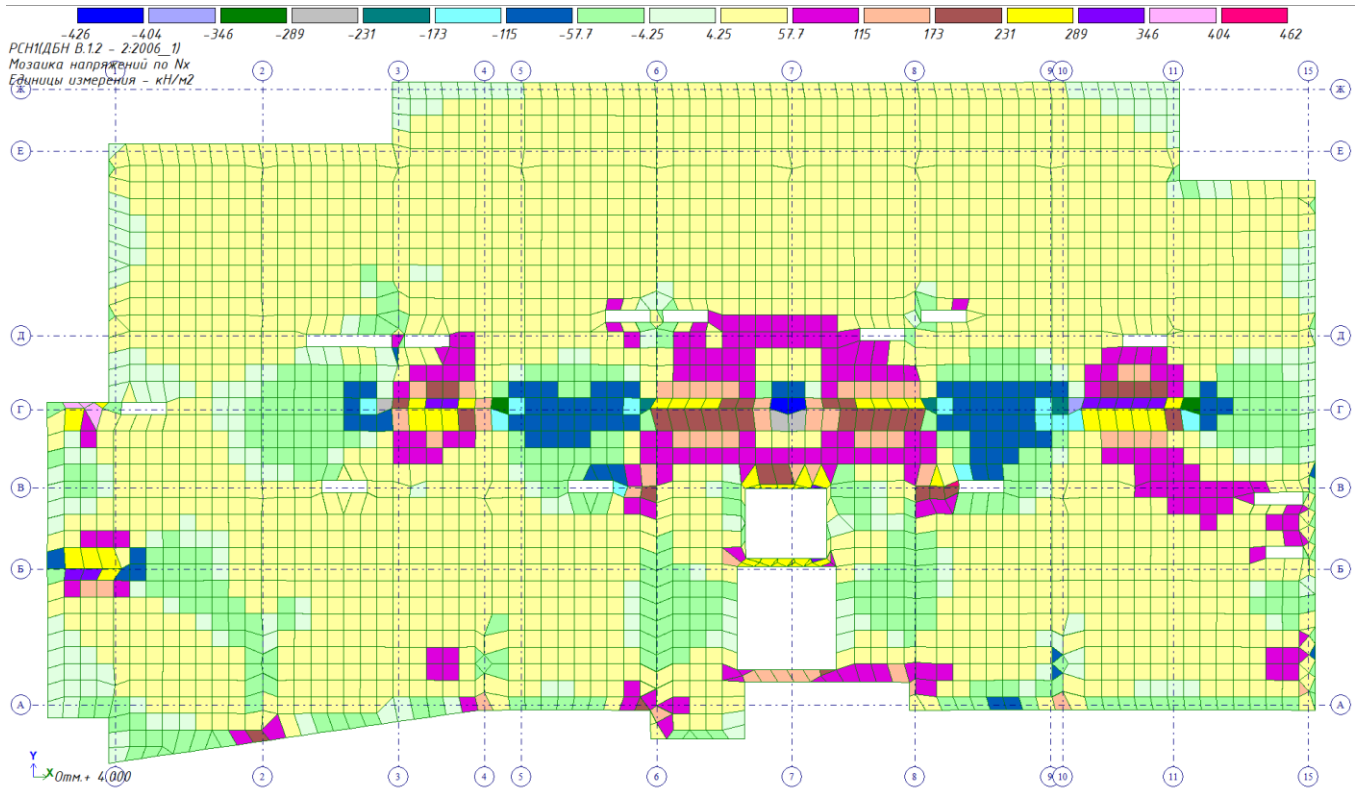 -426 -404 -346 -289 -231 -173 -115 -57.7 -4.25 4.25 57.7 115 173 231 289 346 404 462
РСН1(ДБН В.1.2 - 2:2006_1)
Мозаика напряжений по Nx
Единицы измерения - кН/м2
1 2 3 4 5 6 7 8 9 10 11 15
Ж Ж
Е Е
Д Д
Г Г
В В
Б Б
А А
Y
X Отм.+ 4.000
1 2 3 4 5 6 7 8 9 10 11 15